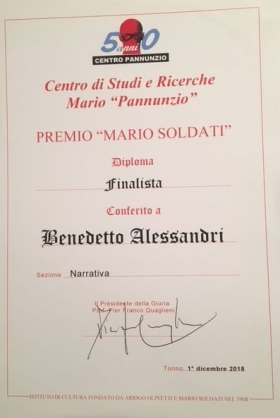 50
anni
CENTRO PANNUNZIO
Centro di Studi e Ricerche
Mario "Pannunzio"
PREMIO "MARIO SOLDATI"
Diploma
Finalista
Conferito a
Benedetto Alessandri
Sezione Narrativa
Il Presidente della Giuria
Prof. Pier Franco Quaglieni
Torino, 1° dicembre 2018
ISTITUTO DI CULTURA FONDATO DA ARRIGO OLIVETTI E MARIO SOLDATI NEL 1968